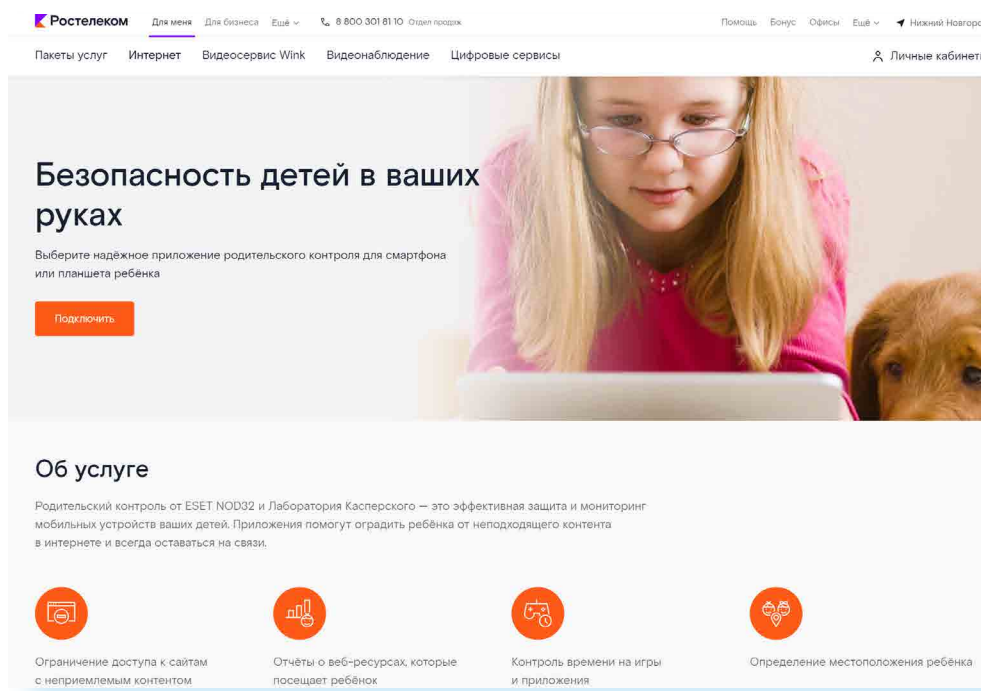 Ростелеком Для меня Для бизнеса Ещё 8 800 301 81 10 Отдел продаж Помощь Бонус Офисы Ещё Нижний Новгоро
Пакеты услуг Интернет Видеосервис Wink Видеонаблюдение Цифровые сервисы Личные кабинет
Безопасность детей в ваших
руках
Выберите надёжное приложение родительского контроля для смартфона
или планшета ребёнка
Подключить
Об услуге
Родительский контроль от ESET NOD32 и Лаборатория Касперского — это эффективная защита и мониторинг
мобильных устройств ваших детей. Приложения помогут оградить ребёнка от неподходящего контента
в интернете и всегда оставаться на связи.
Ограничение доступа к сайтам
с неприемлемым контентом
Отчёты о веб-ресурсах, которые
посещает ребёнок
Контроль времени на игры
и приложения
Определение местоположения ребёнка